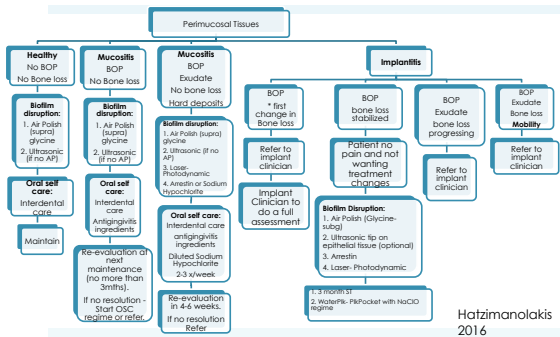 Perimucosal Tissues
Healthy
No BOP
No Bone loss
Biofilm
disruption:
1. Air Polish
(supra)
glycine
2. Ultrasonic
(if no AP)
Oral self
care:
Interdental
care
Maintain
Mucositis
BOP
No Bone loss
Biofilm
disruption:
1. Air Polish
(supra)
glycine
2. Ultrasonic
(if no AP)
Oral self
care:
Interdental
care
Antigingivitis
ingredients
Re-evaluation at
next
maintenance
(no more than
3mths).
If no resolution -
Start OSC
regime or refer.
Mucositis
BOP
Exudate
No bone loss
Hard deposits
Biofilm disruption:
1. Air Polish (supra)
glycine
2. Ultrasonic (if no
AP)
3. Laser-
Photodynamic
4. Arrestin or Sodium
Hypochlorite
Oral self care:
Interdental care
antigingivitis
ingredients
Diluted Sodium
Hypochlorite
2-3 x/week
Re-evaluation
in 4-6 weeks.
If no resolution
Refer
Implantitis
BOP
* first
change in
Bone loss
Refer to
implant
clinician
Implant
Clinician to
do a full
assessment
BOP
bone loss
stabilized
Patient no
pain and not
wanting
treatment
changes
Biofilm Disruption:
1. Air Polish (Glycine-
subg)
2. Ultrasonic tip on
epithelial tissue (optional)
3. Arrestin
4. Laser- Photodynamic
1. 3 month ST
2. WaterPik- PikPocket with NaClO
regime
BOP
Exudate
bone loss
progressing
Refer to
implant
clinician
BOP
Exudate
Bone loss
Mobility
Refer to
implant
clinician
Hatzimanolakis
2016